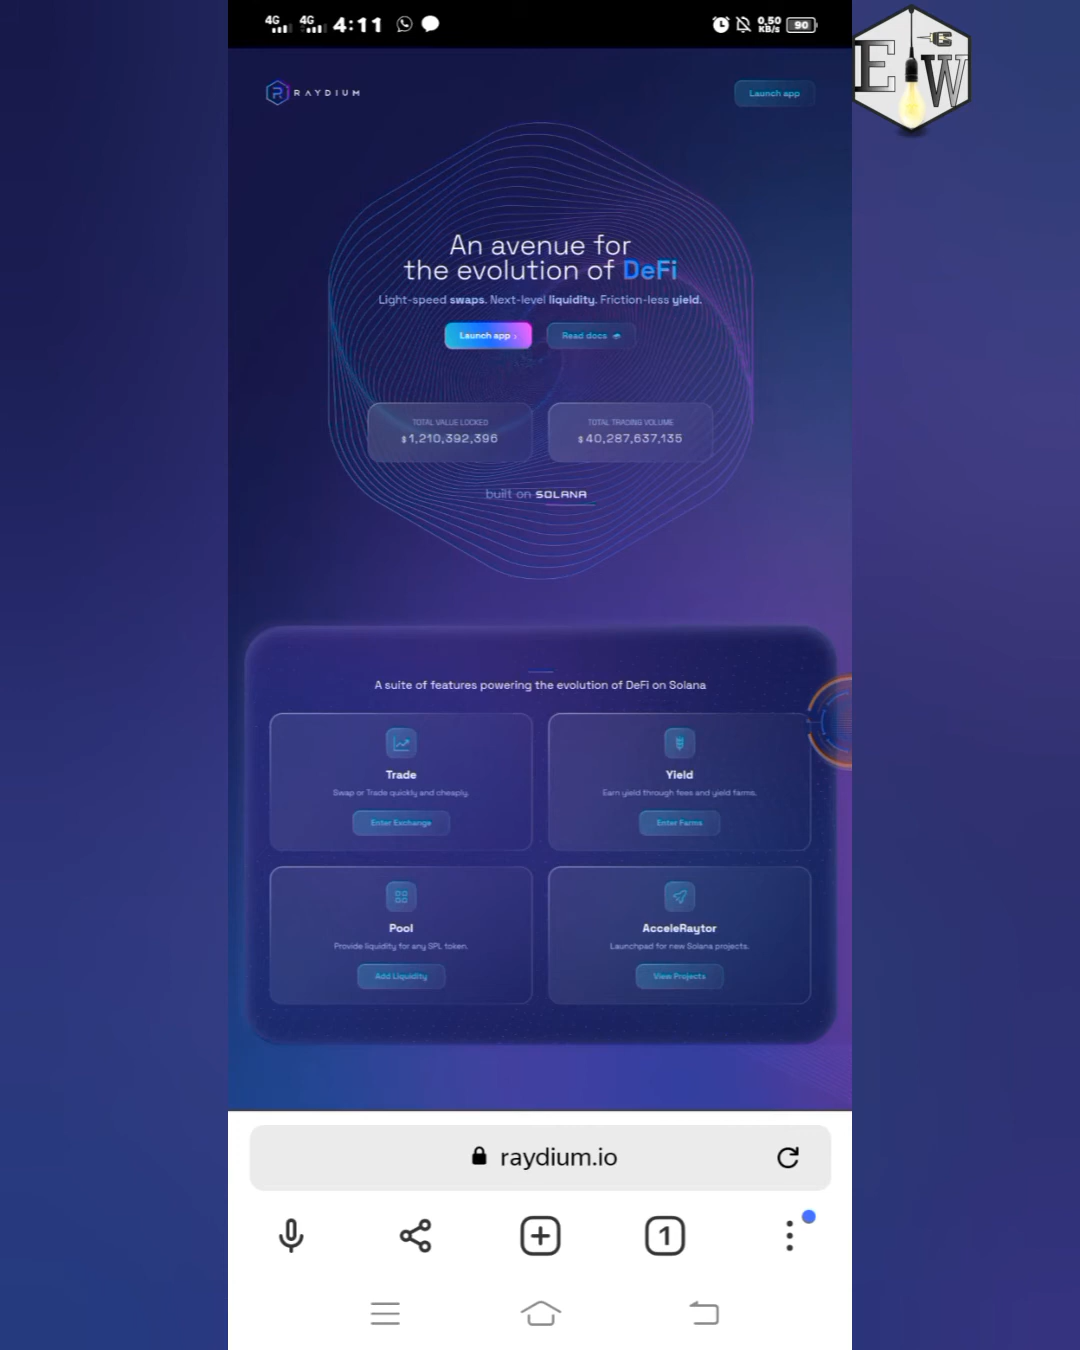 4G 4G 4:11 0,50 KB/s 90
E W
RAYDIUM Launch app
An avenue for
the evolution of DeFi
Light-speed swaps. Next-level liquidity. Friction-less yield.
Launch app Read docs
TOTAL VALUE LOCKED TOTAL TRADING VOLUME
$1,210,392,396 $40,287,637,135
built on SOLANA
A suite of features powering the evolution of DeFi on Solana
Trade Yield
Swap or Trade quickly and cheaply. Earn yield through fees and yield farms.
Enter Exchange Enter Farms
Pool AcceleRaytor
Provide liquidity for any SPL token. Launchpad for new Solana projects.
Add Liquidity View Projects
raydium.io
1